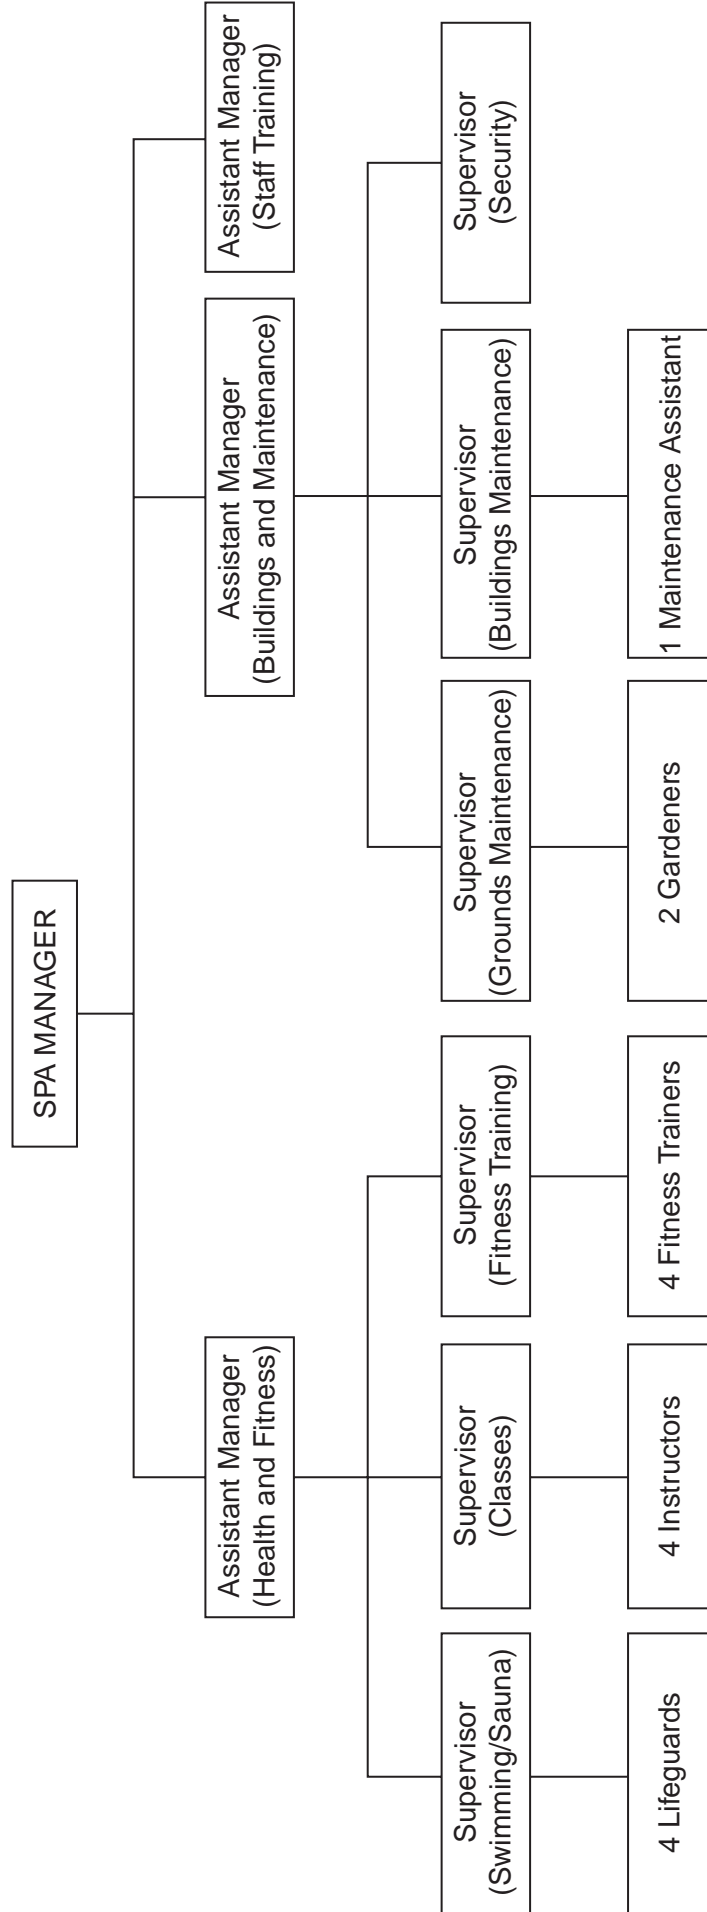 SPA MANAGER
Assistant Manager
(Health and Fitness)
Assistant Manager
(Buildings and Maintenance)
Assistant Manager
(Staff Training)
Supervisor
(Swimming/Sauna)
Supervisor
(Classes)
Supervisor
(Fitness Training)
Supervisor
(Grounds Maintenance)
Supervisor
(Buildings Maintenance)
Supervisor
(Security)
4 Lifeguards
4 Instructors
4 Fitness Trainers
2 Gardeners
1 Maintenance Assistant